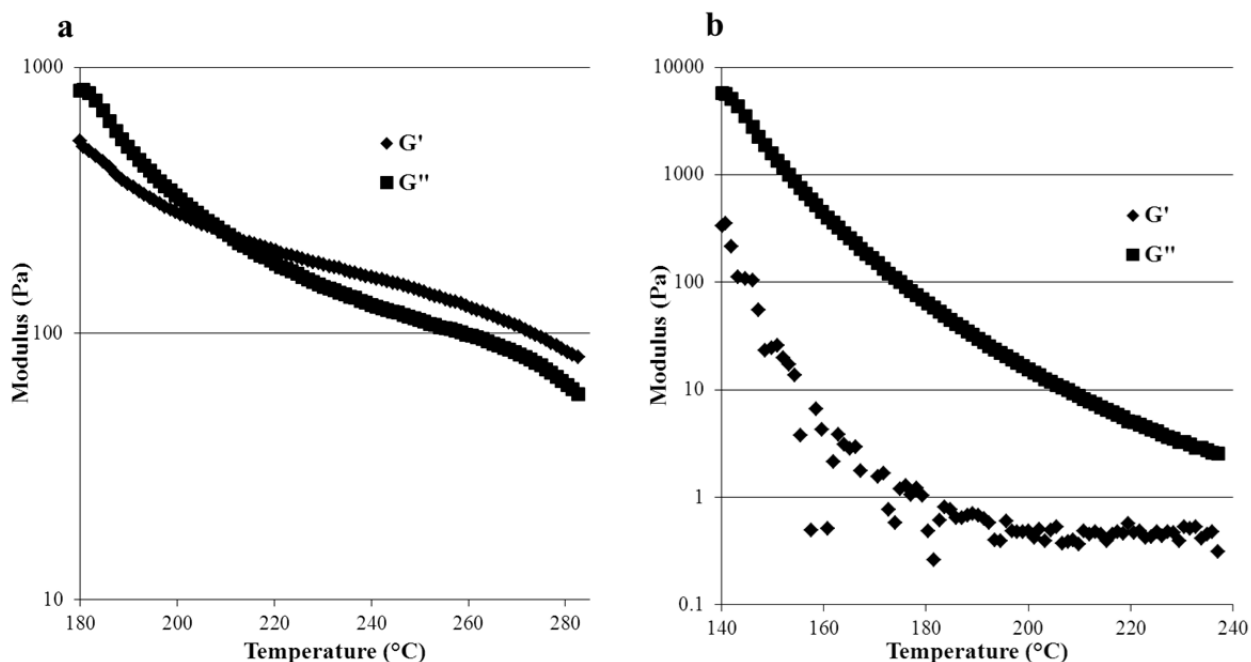 a
1000
100
10
Modulus (Pa)
G'
G"
180 200 220 240 260 280
Temperature (°C)
b
10000
1000
100
10
1
0.1
Modulus (Pa)
G'
G"
140 160 180 200 220 240
Temperature (°C)